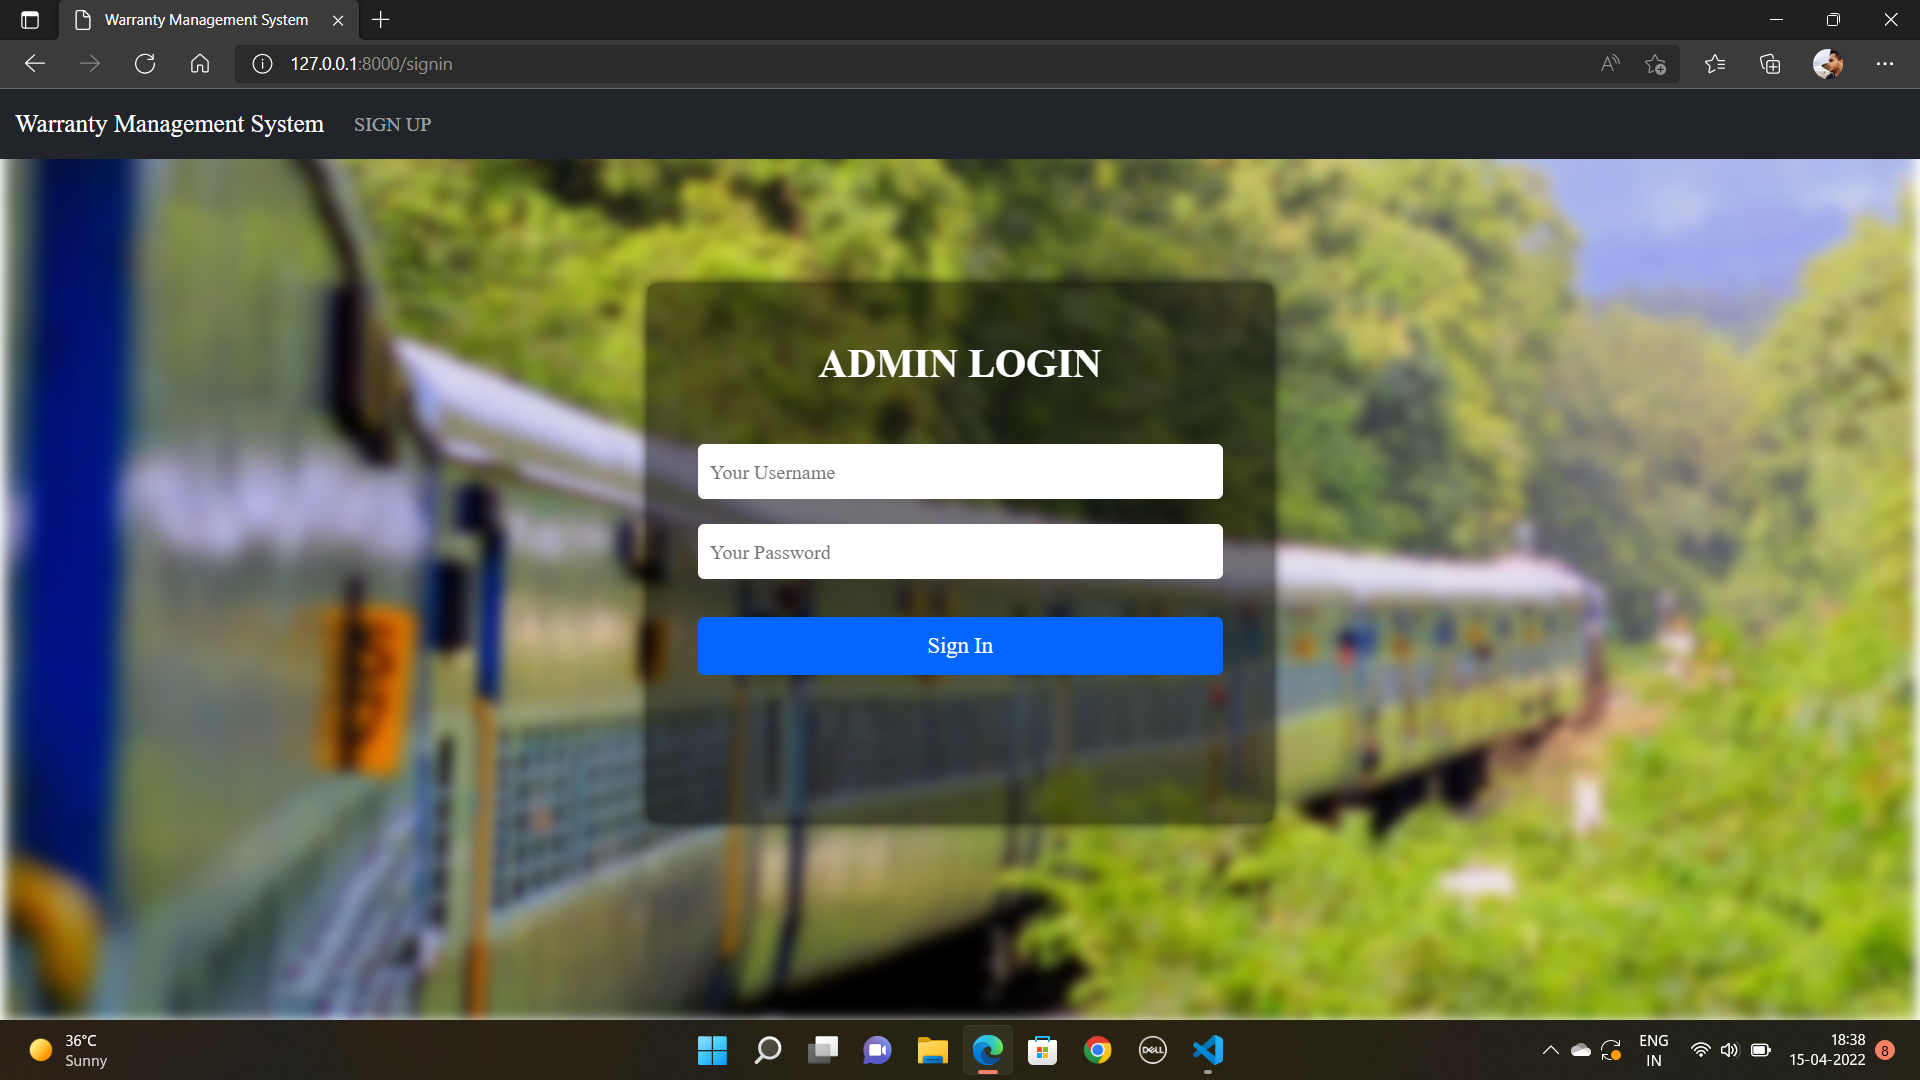 Warranty Management System
127.0.0.1:8000/signin
Warranty Management System
SIGN UP
ADMIN LOGIN
Your Username
Your Password
Sign In
36°C
Sunny
DELL
ENG
IN
18:38
15-04-2022
8